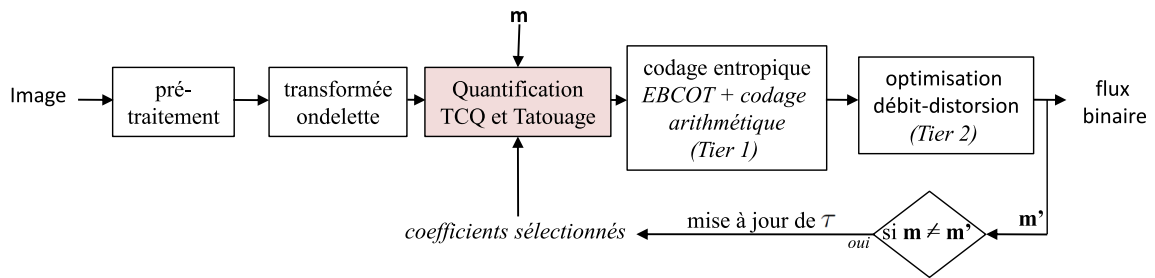 m
Image
pré-
traitement
transformée
ondelette
Quantification
TCQ et Tatouage
codage entropique
EBCOT + codage
arithmétique
(Tier 1)
optimisation
débit-distorsion
(Tier 2)
flux
binaire
m'
si m ≠ m'
oui
mise à jour de τ
coefficients sélectionnés